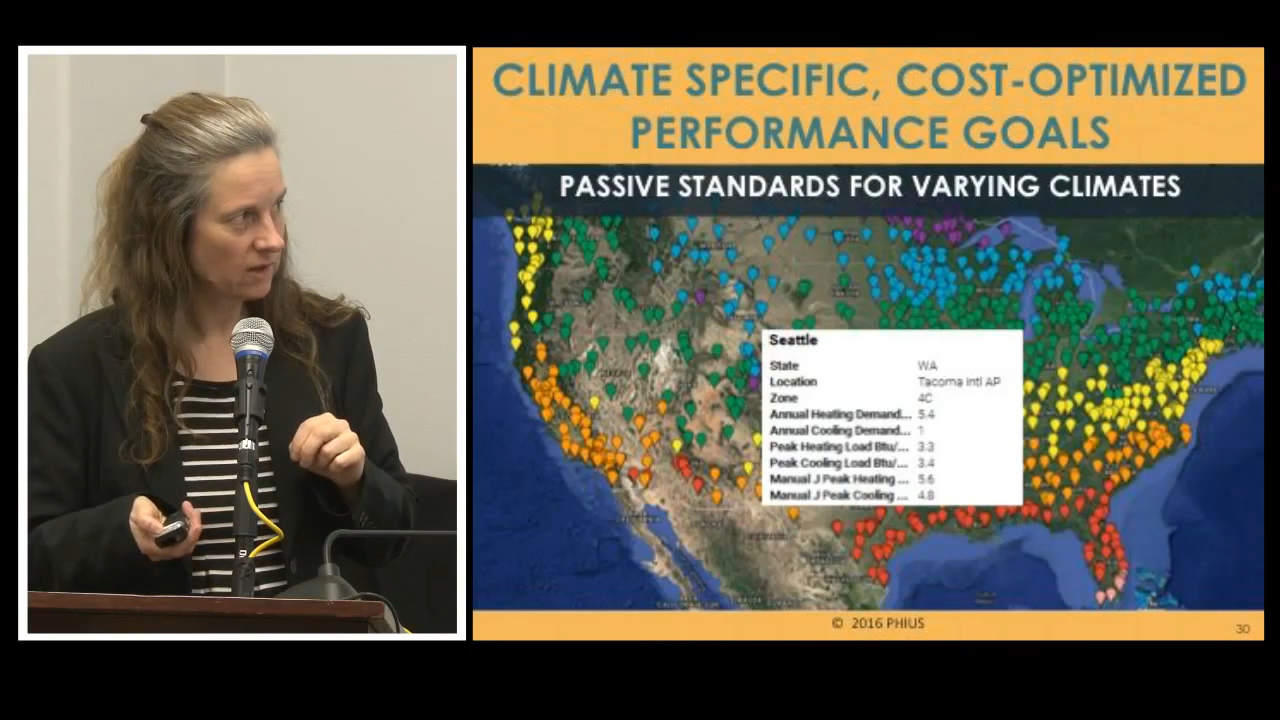 CLIMATE SPECIFIC, COST-OPTIMIZED
PERFORMANCE GOALS
PASSIVE STANDARDS FOR VARYING CLIMATES
Seattle
State WA
Location Tacoma Intl AP
Zone 4C
Annual Heating Demand... 5.4
Annual Cooling Demand... 1
Peak Heating Load Btu/... 3.3
Peak Cooling Load Btu/... 3.4
Manual J Peak Heating ... 5.6
Manual J Peak Cooling ... 4.8
© 2016 PHIUS
30